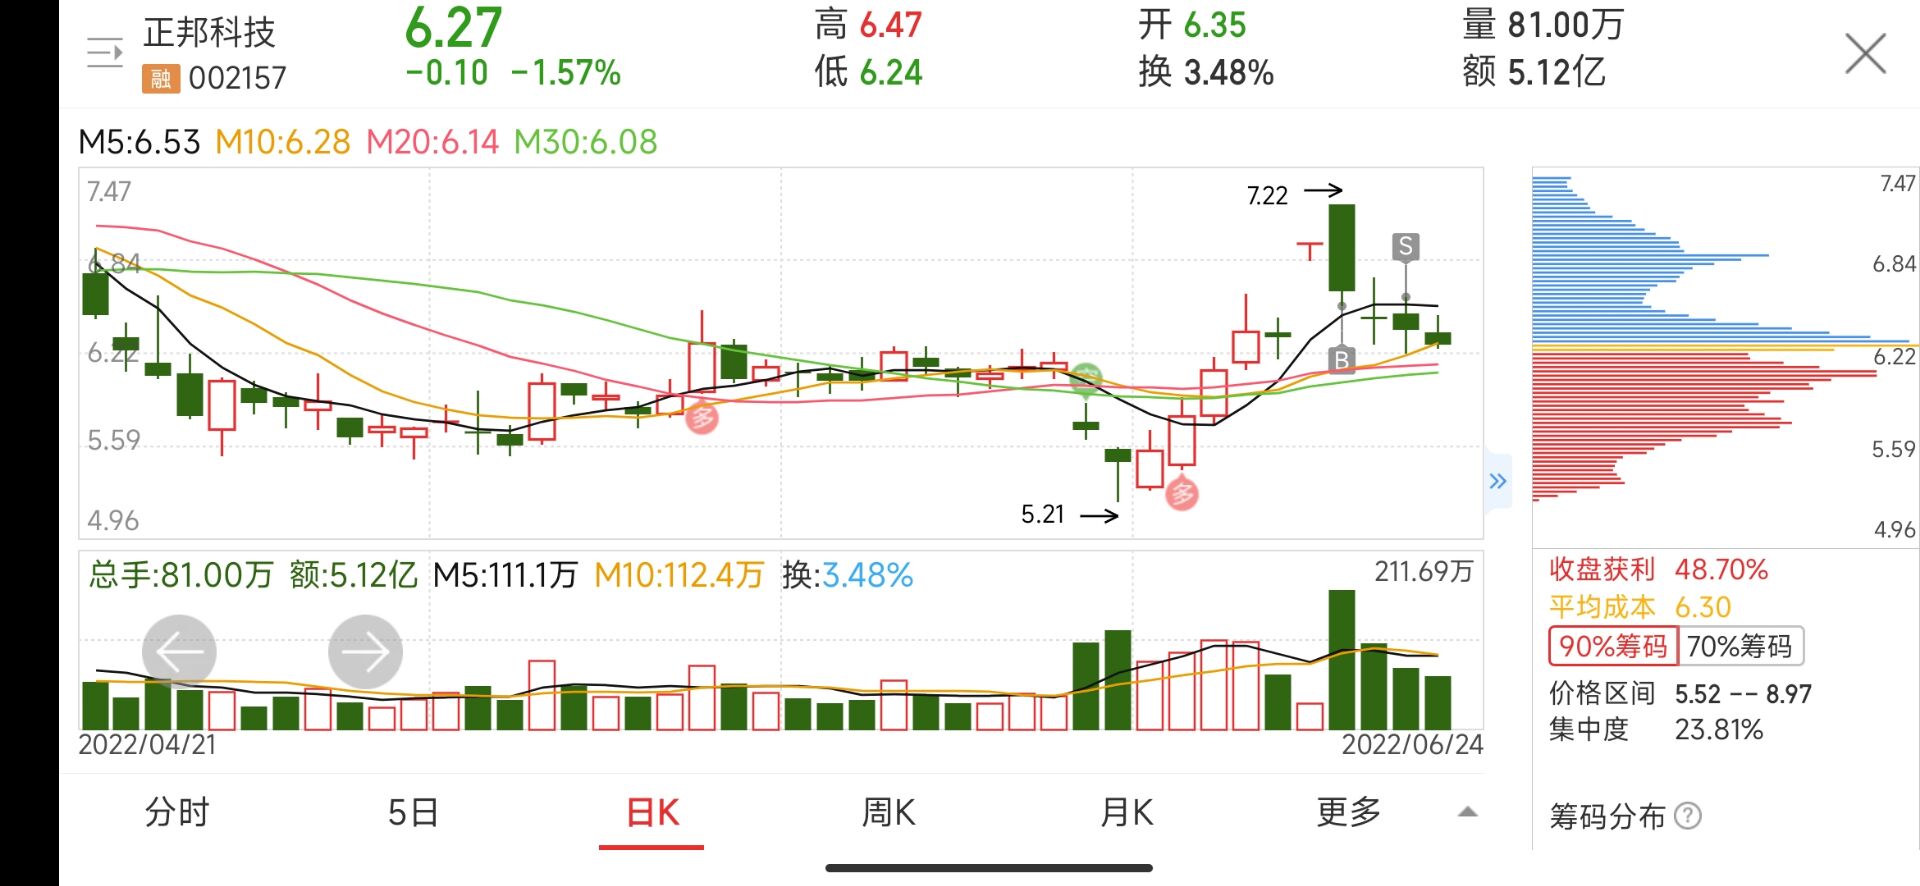 正邦科技
融 002157
6.27
-0.10 -1.57%
高 6.47
低 6.24
开 6.35
换 3.48%
量 81.00万
额 5.12亿
M5:6.53 M10:6.28 M20:6.14 M30:6.08
7.47
6.84
6.22
5.59
4.96
7.22
S
B
多
5.21
多
7.47
6.84
6.22
5.59
4.96
总手:81.00万 额:5.12亿 M5:111.1万 M10:112.4万 换:3.48%
211.69万
2022/04/21
2022/06/24
收盘获利 48.70%
平均成本 6.30
90%筹码 70%筹码
价格区间 5.52 -- 8.97
集中度 23.81%
筹码分布 ?
分时 5日 日K 周K 月K 更多